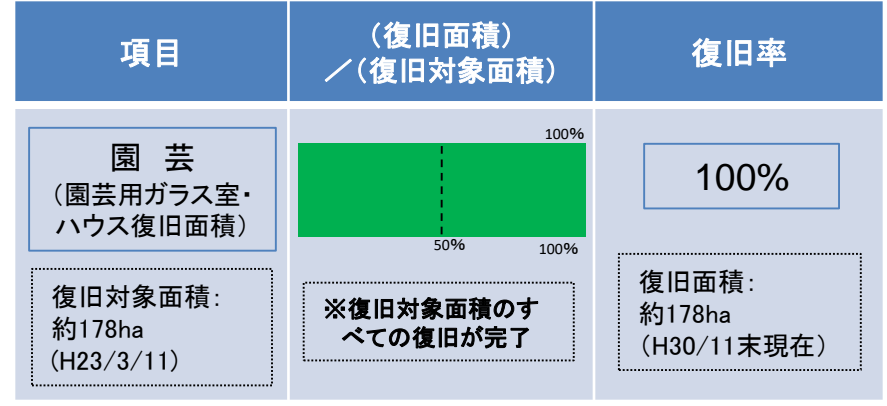 項目
（復旧面積）
／（復旧対象面積）
復旧率
園　芸
（園芸用ガラス室・
ハウス復旧面積）
復旧対象面積：
約178ha
（H23/3/11）
100%
50%
100%
※復旧対象面積のす
べての復旧が完了
100%
復旧面積：
約178ha
（H30/11末現在）